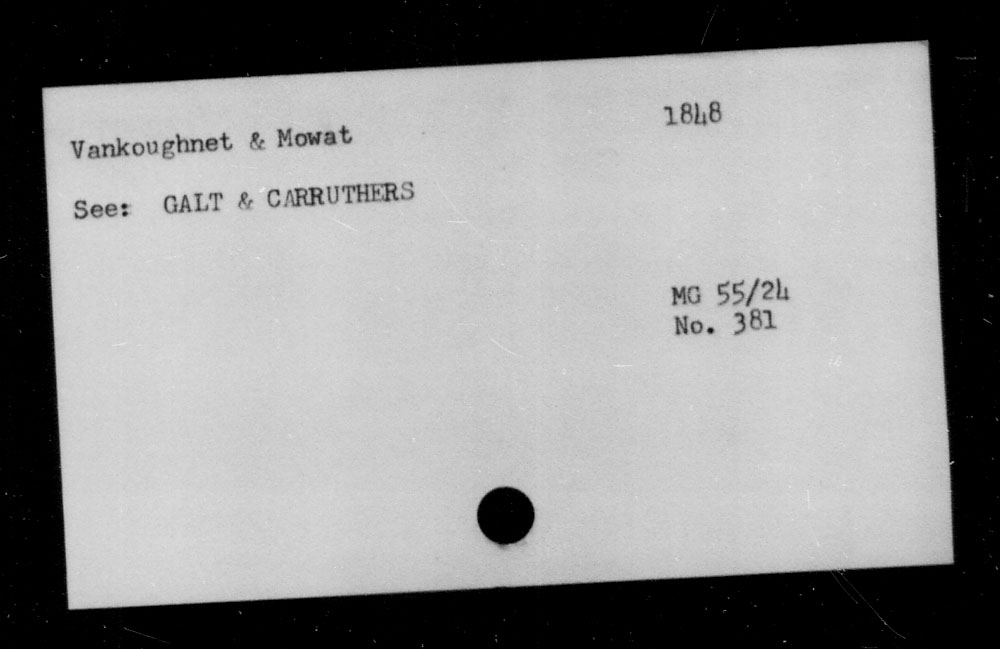 Vankoughnet & Mowat 1848
See: GALT & CARRUTHERS
MG 55/24
No. 381